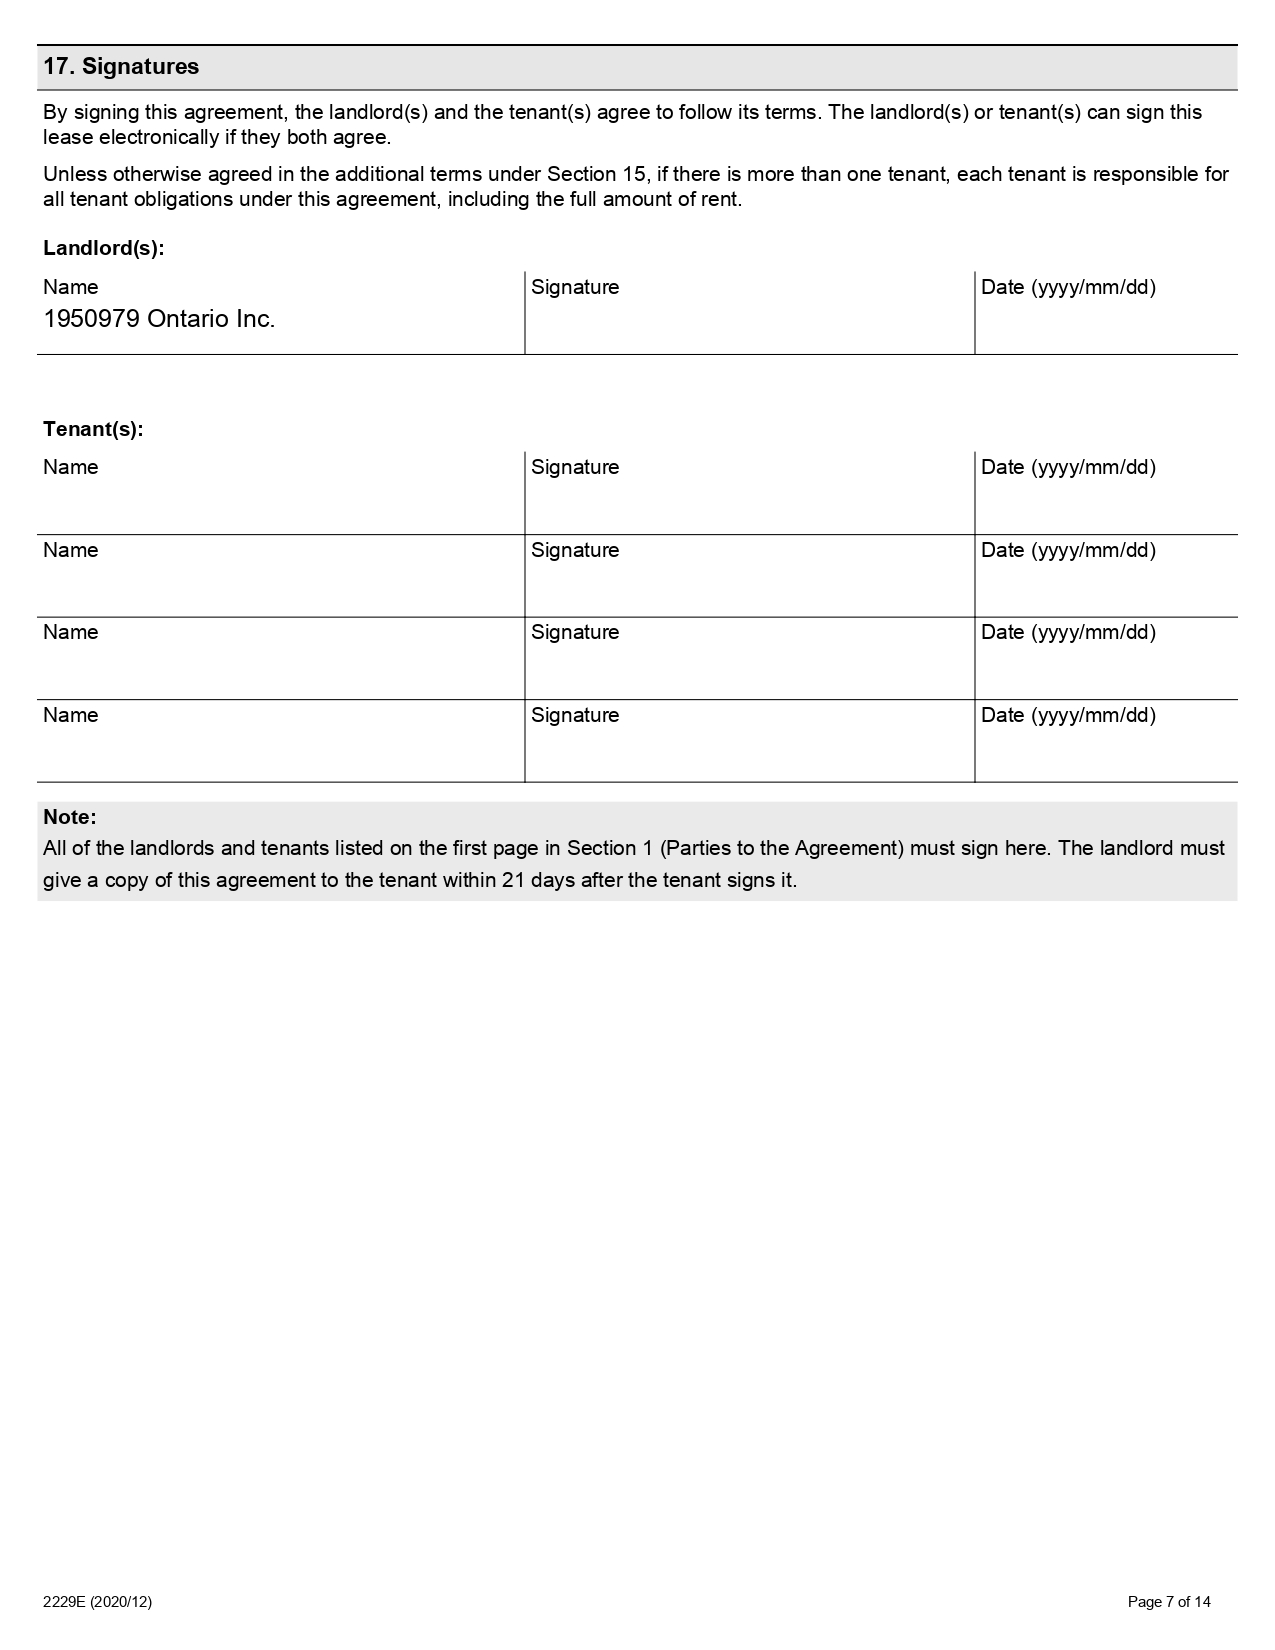 17. Signatures
By signing this agreement, the landlord(s) and the tenant(s) agree to follow its terms. The landlord(s) or tenant(s) can sign this
lease electronically if they both agree.
Unless otherwise agreed in the additional terms under Section 15, if there is more than one tenant, each tenant is responsible for
all tenant obligations under this agreement, including the full amount of rent.
Landlord(s):
Name Signature Date (yyyy/mm/dd)
1950979 Ontario Inc.
Tenant(s):
Name Signature Date (yyyy/mm/dd)
Name Signature Date (yyyy/mm/dd)
Name Signature Date (yyyy/mm/dd)
Name Signature Date (yyyy/mm/dd)
Note:
All of the landlords and tenants listed on the first page in Section 1 (Parties to the Agreement) must sign here. The landlord must
give a copy of this agreement to the tenant within 21 days after the tenant signs it.
2229E (2020/12) Page 7 of 14